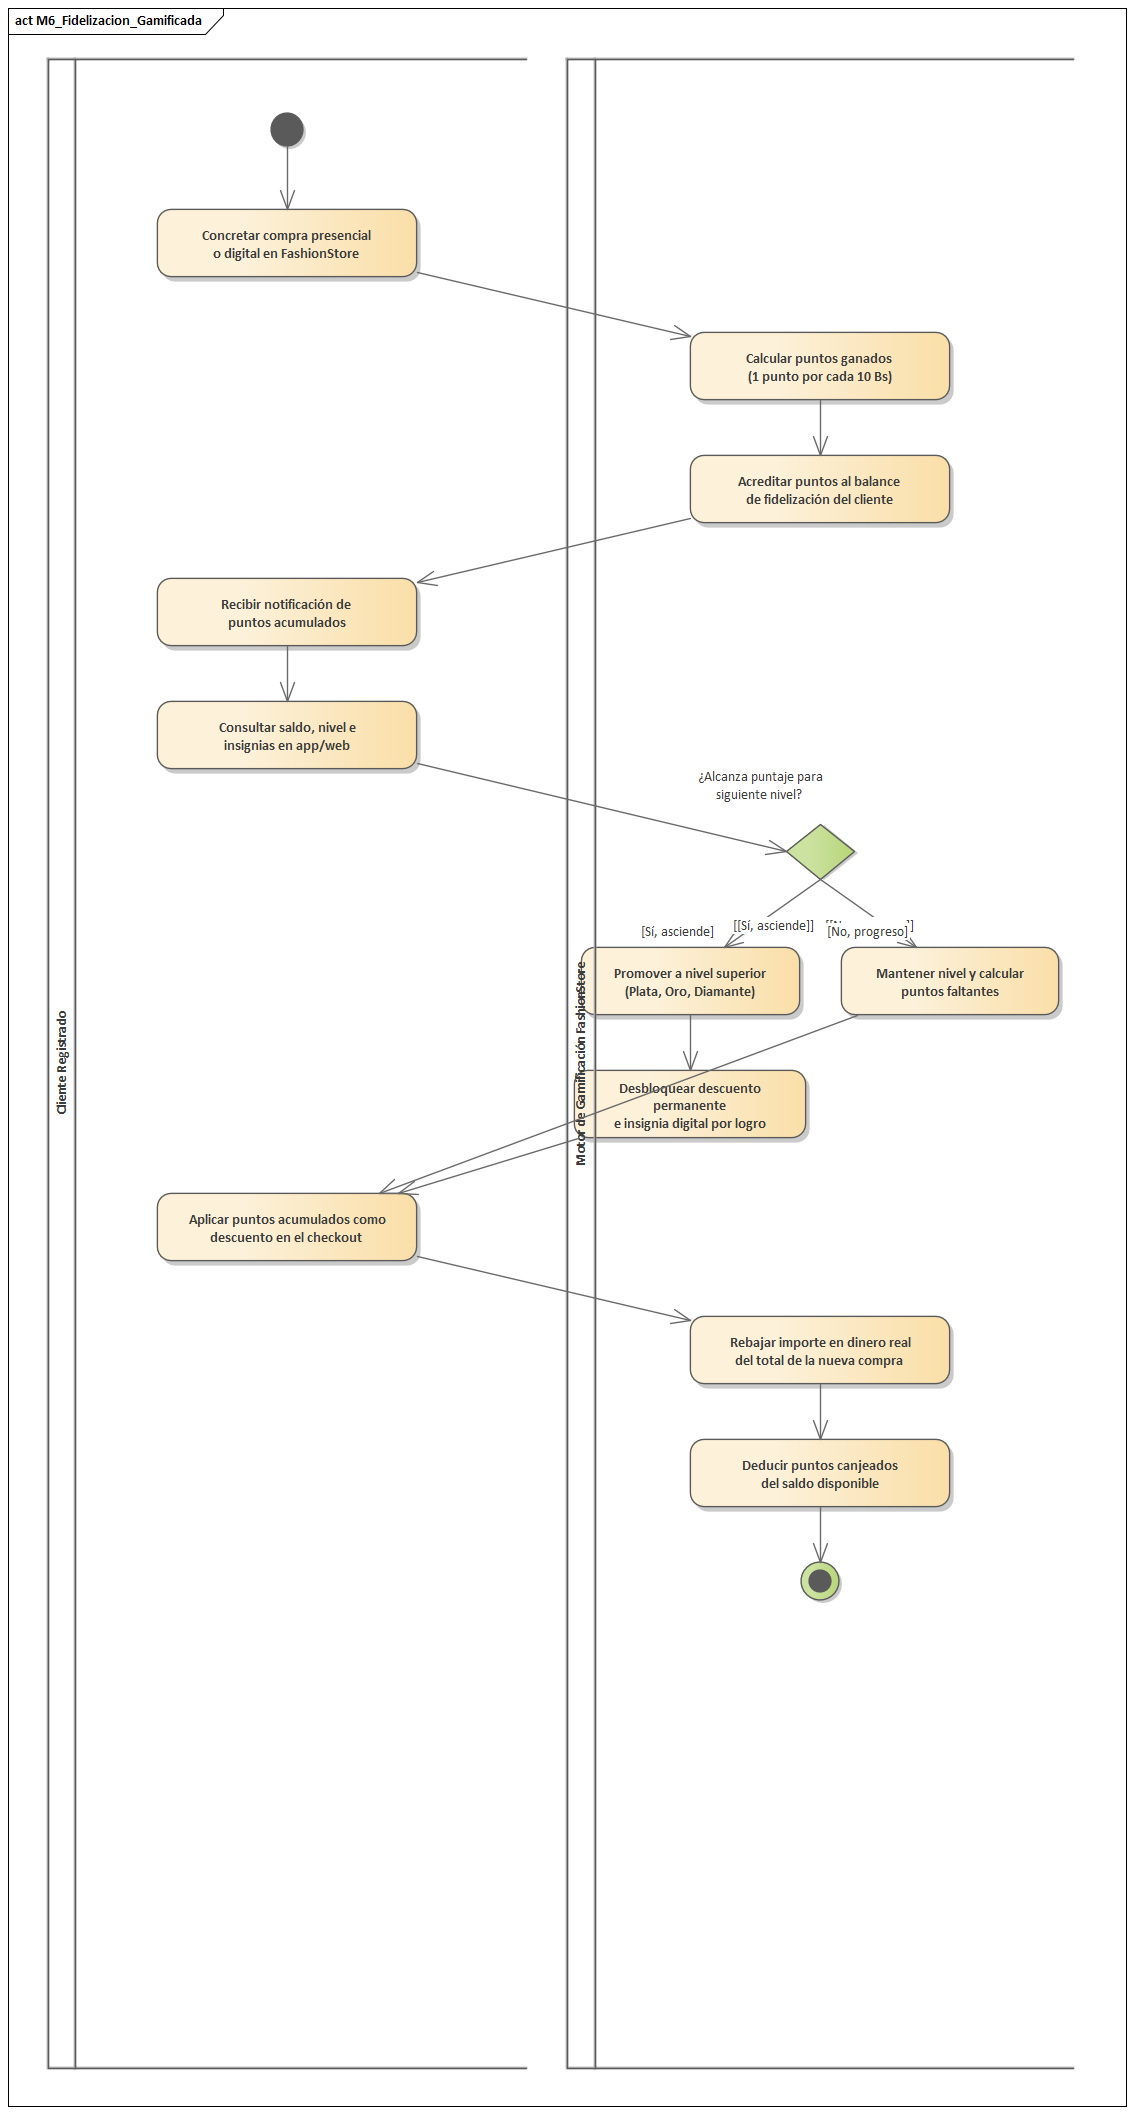 act M6_Fidelizacion_Gamificada
Concretar compra presencial
o digital en FashionStore
Calcular puntos ganados
(1 punto por cada 10 Bs)
Acreditar puntos al balance
de fidelización del cliente
Recibir notificación de
puntos acumulados
Consultar saldo, nivel e
insignias en app/web
¿Alcanza puntaje para
siguiente nivel?
[Sí, asciende]
[[Sí, asciende]]
[No, progreso]
Promover a nivel superior
(Plata, Oro, Diamante)
Mantener nivel y calcular
puntos faltantes
Cliente Registrado
Motor de Gamificación FashionStore
Desbloquear descuento
permanente
e insignia digital por logro
Aplicar puntos acumulados como
descuento en el checkout
Rebajar importe en dinero real
del total de la nueva compra
Deducir puntos canjeados
del saldo disponible